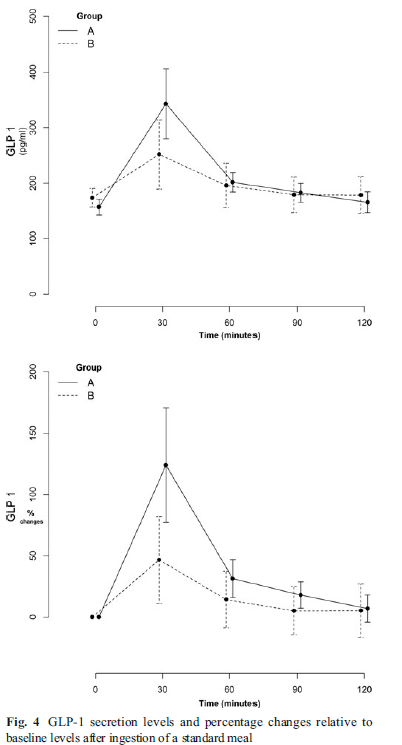 Group
A
B
500
400
300
200
100
0
GLP 1
(pg/ml)
0 30 60 90 120
Time (minutes)
Group
A
B
200
150
100
50
0
GLP 1
%
changes
0 30 60 90 120
Time (minutes)
Fig. 4 GLP-1 secretion levels and percentage changes relative to
baseline levels after ingestion of a standard meal